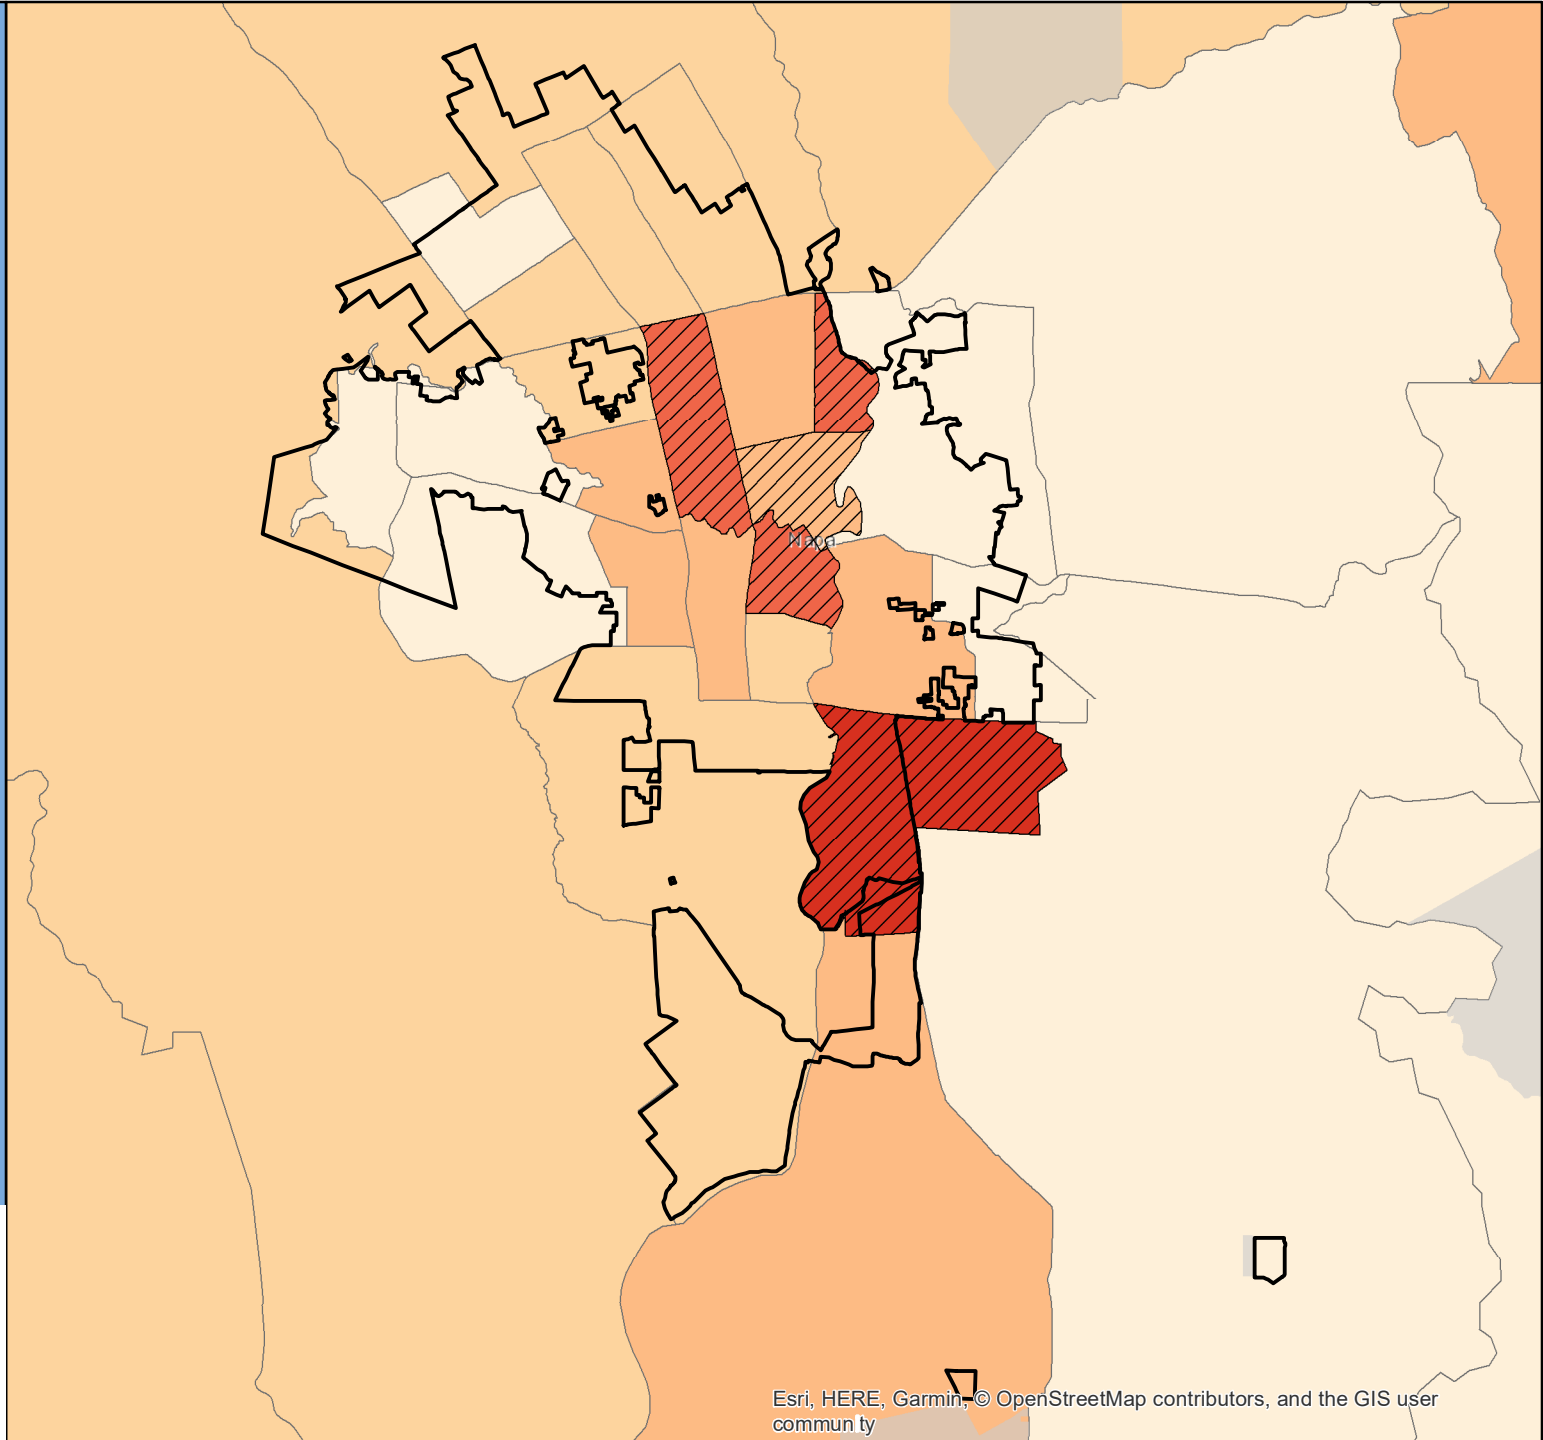 Napa
Esri, HERE, Garmin, © OpenStreetMap contributors, and the GIS user
community